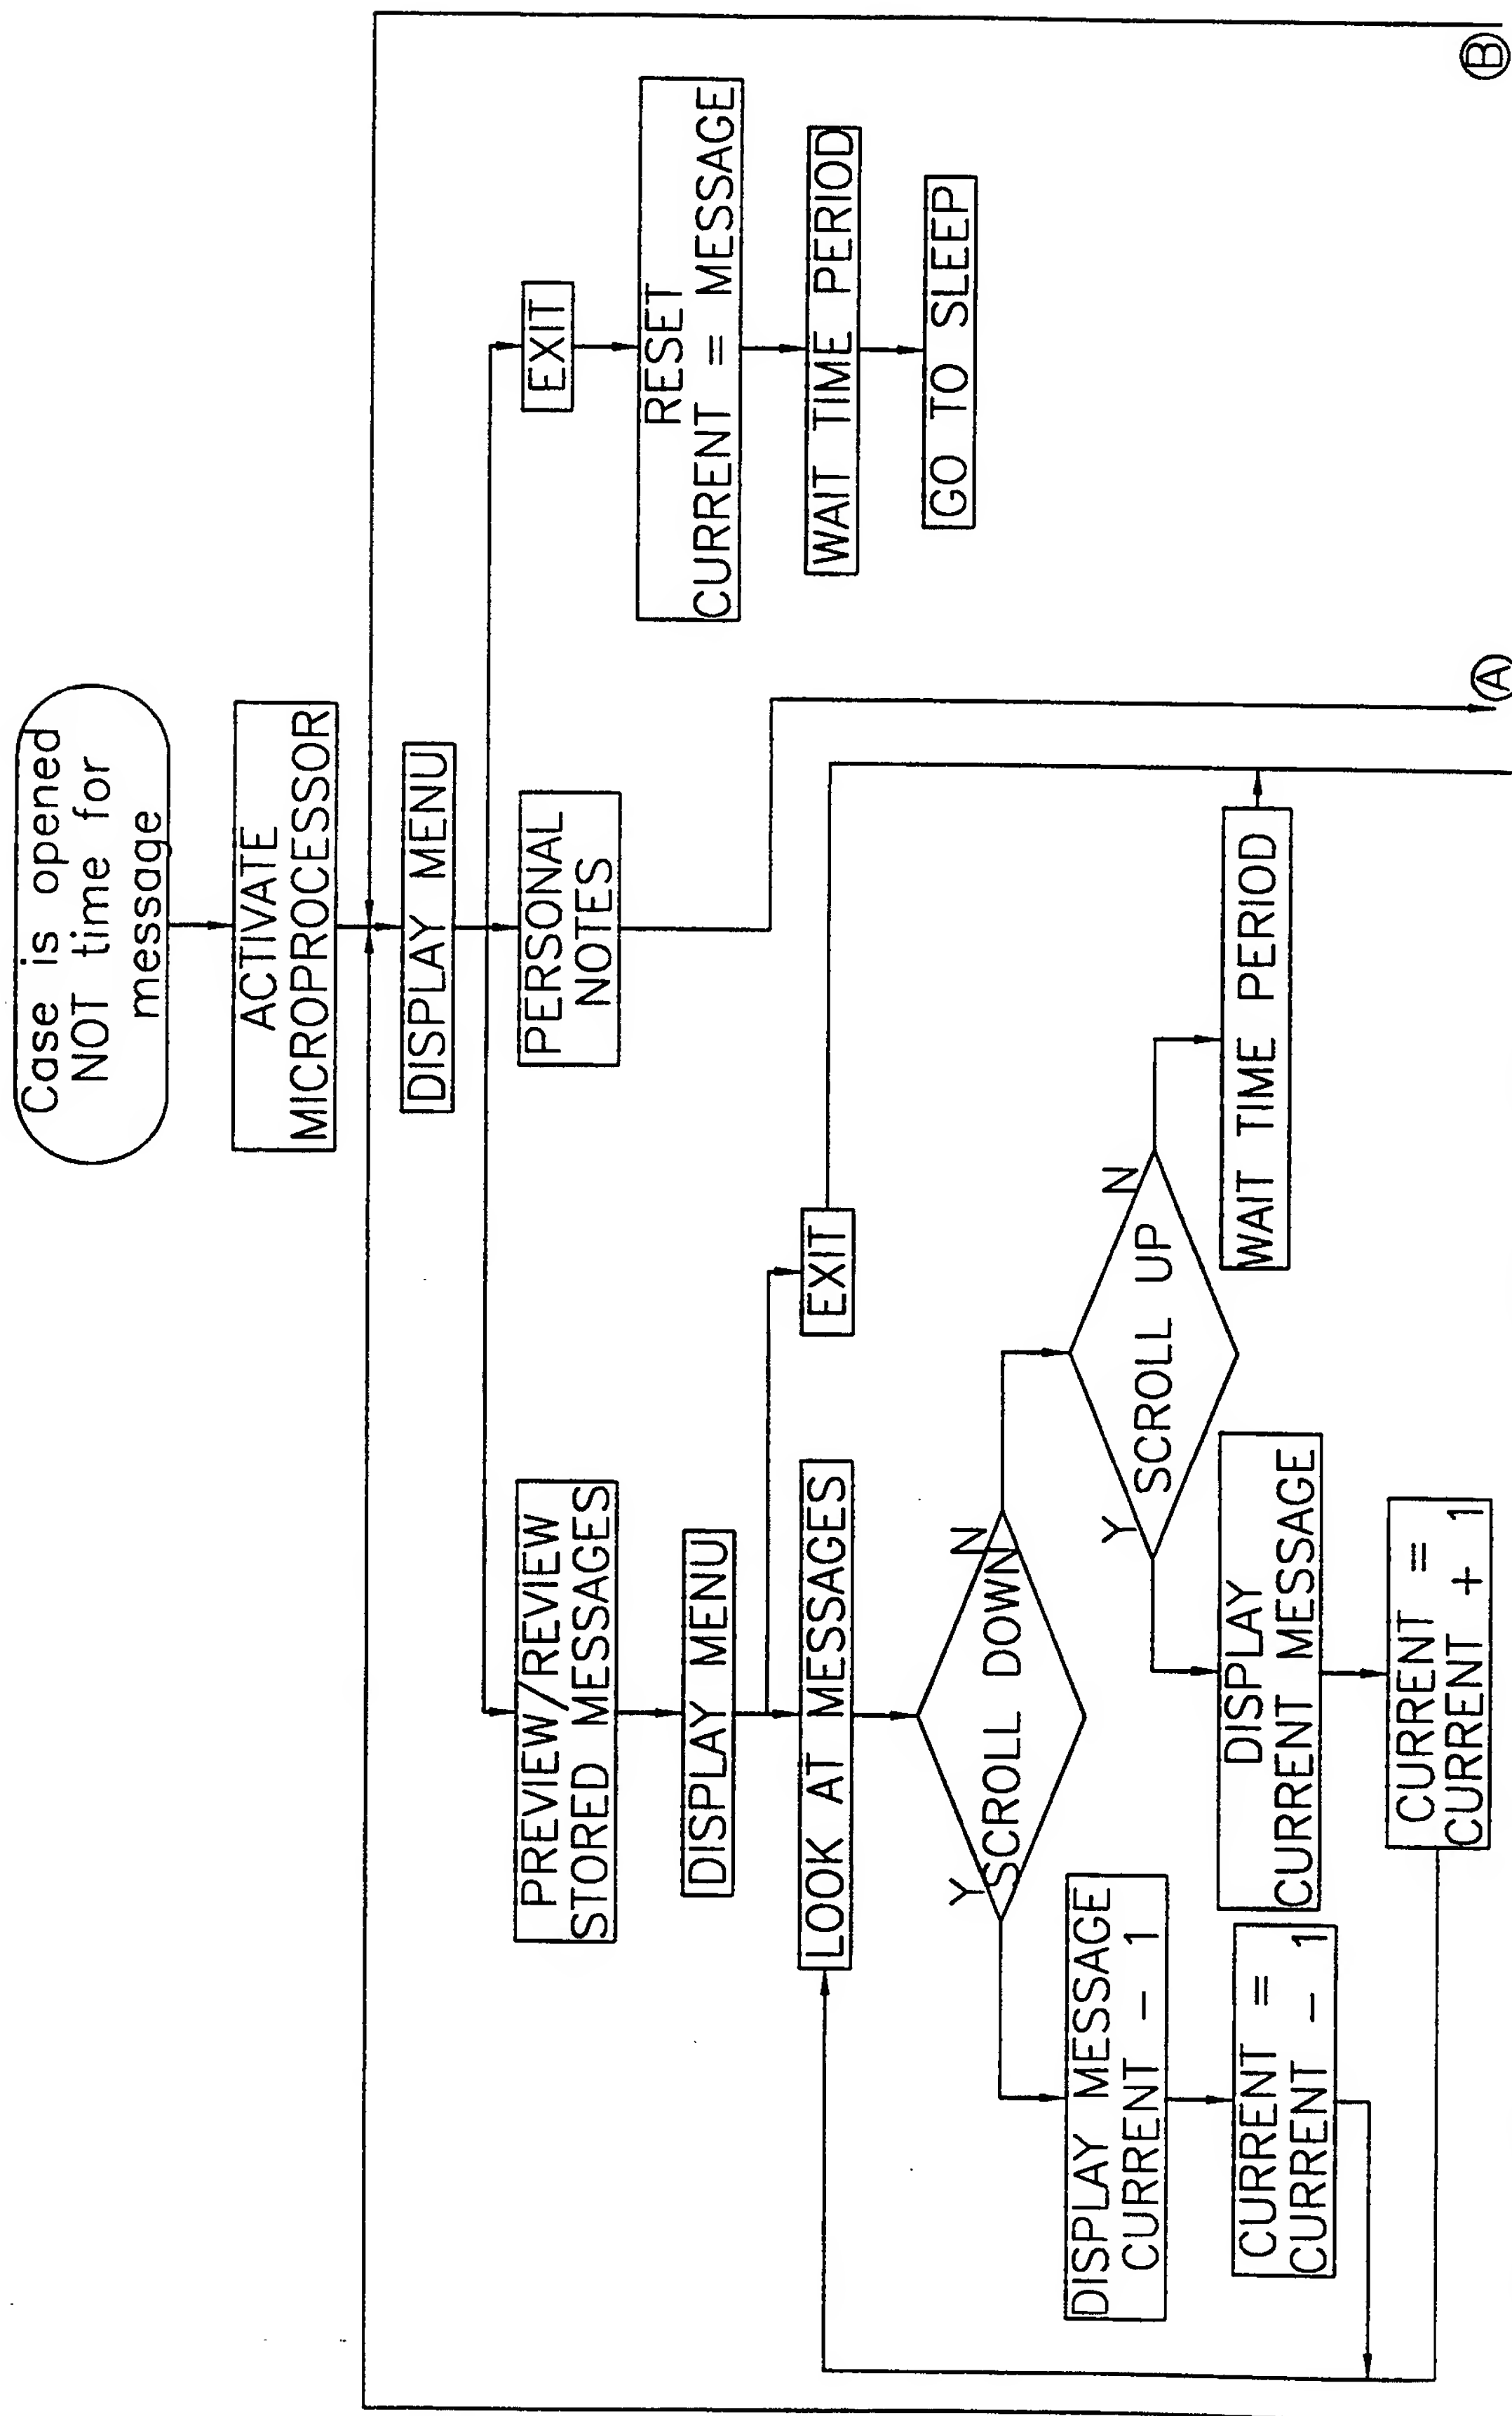 Case is opened
NOT time for
message
ACTIVATE
MICROPROCESSOR
DISPLAY MENU
PREVIEW/REVIEW
STORED MESSAGES
PERSONAL
NOTES
EXIT
DISPLAY MENU
RESET
CURRENT = MESSAGE
LOOK AT MESSAGES
EXIT
WAIT TIME PERIOD
GO TO SLEEP
Y
N
SCROLL DOWN
Y
N
SCROLL UP
DISPLAY MESSAGE
CURRENT – 1
CURRENT =
CURRENT – 1
DISPLAY
CURRENT MESSAGE
WAIT TIME PERIOD
CURRENT =
CURRENT + 1
A
B